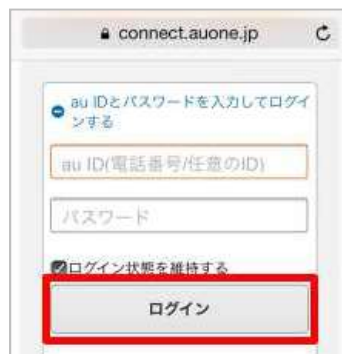 connect.auone.jp
au IDとパスワードを入力してログイ
ンする
au ID(電話番号/任意のID)
パスワード
ログイン状態を維持する
ログイン